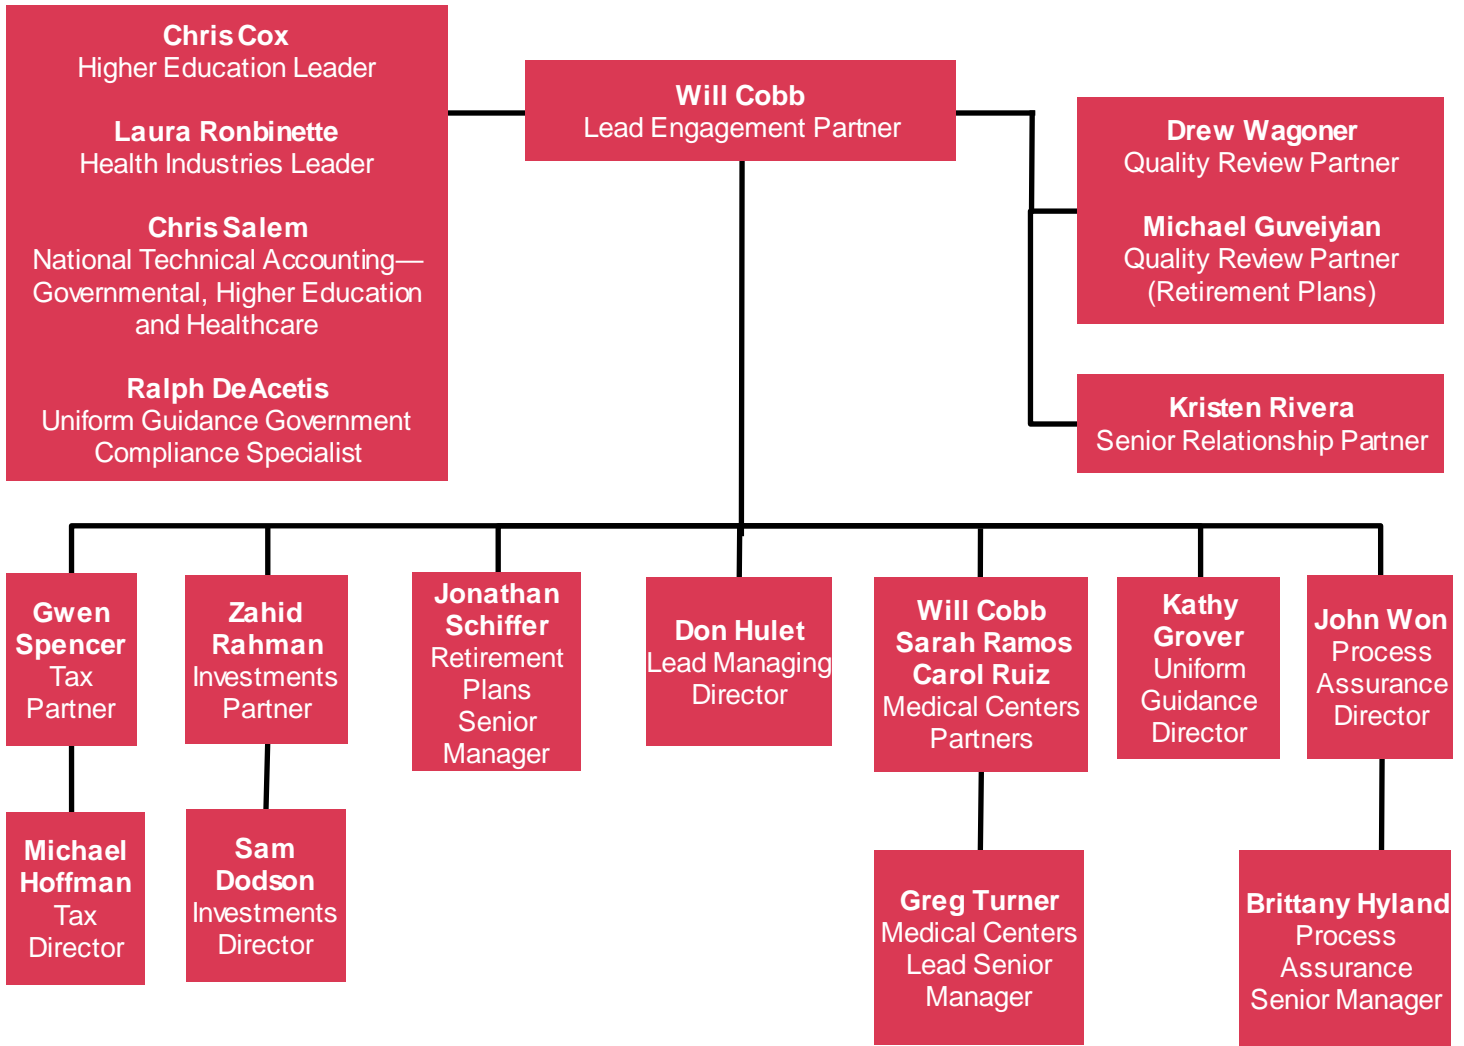 Chris Cox
Higher Education Leader
Laura Ronbinette
Health Industries Leader
Chris Salem
National Technical Accounting—
Governmental, Higher Education
and Healthcare
Ralph DeAcetis
Uniform Guidance Government
Compliance Specialist
Will Cobb
Lead Engagement Partner
Drew Wagoner
Quality Review Partner
Michael Guveiyian
Quality Review Partner
(Retirement Plans)
Kristen Rivera
Senior Relationship Partner
Gwen
Spencer
Tax
Partner
Zahid
Rahman
Investments
Partner
Jonathan
Schiffer
Retirement
Plans
Senior
Manager
Don Hulet
Lead Managing
Director
Will Cobb
Sarah Ramos
Carol Ruiz
Medical Centers
Partners
Kathy
Grover
Uniform
Guidance
Director
John Won
Process
Assurance
Director
Michael
Hoffman
Tax
Director
Sam
Dodson
Investments
Director
Greg Turner
Medical Centers
Lead Senior
Manager
Brittany Hyland
Process
Assurance
Senior Manager